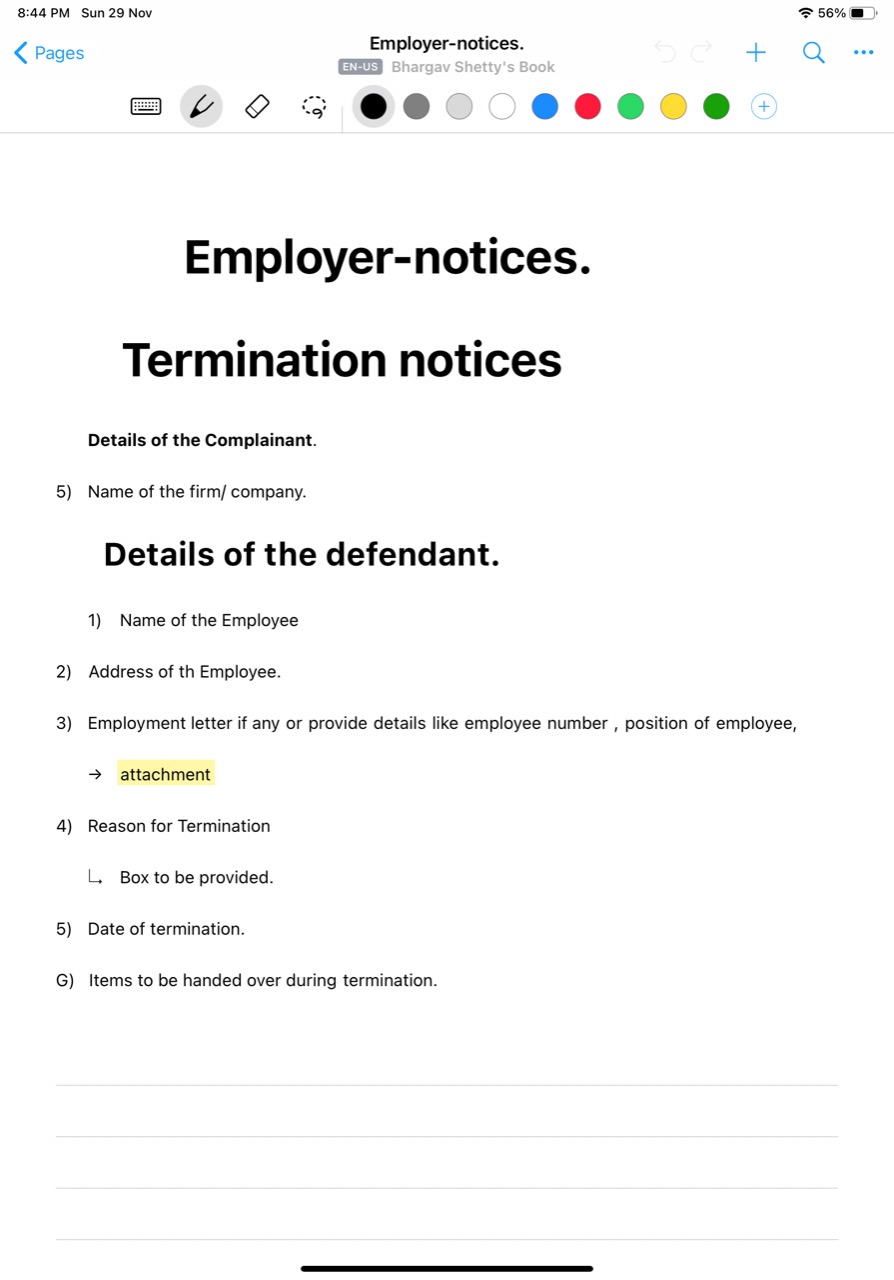 8:44 PM Sun 29 Nov 56%
Pages
Employer-notices.
EN-US Bhargav Shetty's Book
Employer-notices.
Termination notices
Details of the Complainant.
5) Name of the firm/ company.
Details of the defendant.
1) Name of the Employee
2) Address of th Employee.
3) Employment letter if any or provide details like employee number , position of employee,
→ attachment
4) Reason for Termination
↳ Box to be provided.
5) Date of termination.
G) Items to be handed over during termination.